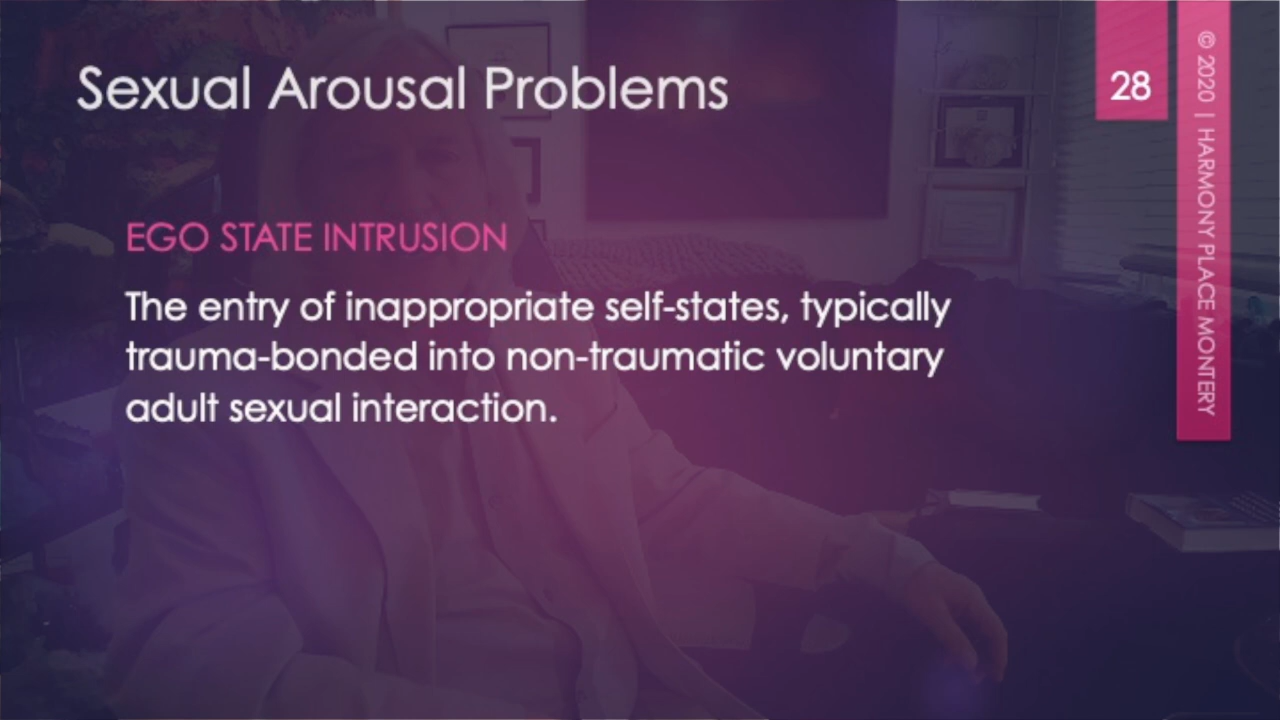 Sexual Arousal Problems
28
© 2020 | HARMONY PLACE MONTERY
EGO STATE INTRUSION
The entry of inappropriate self-states, typically
trauma-bonded into non-traumatic voluntary
adult sexual interaction.